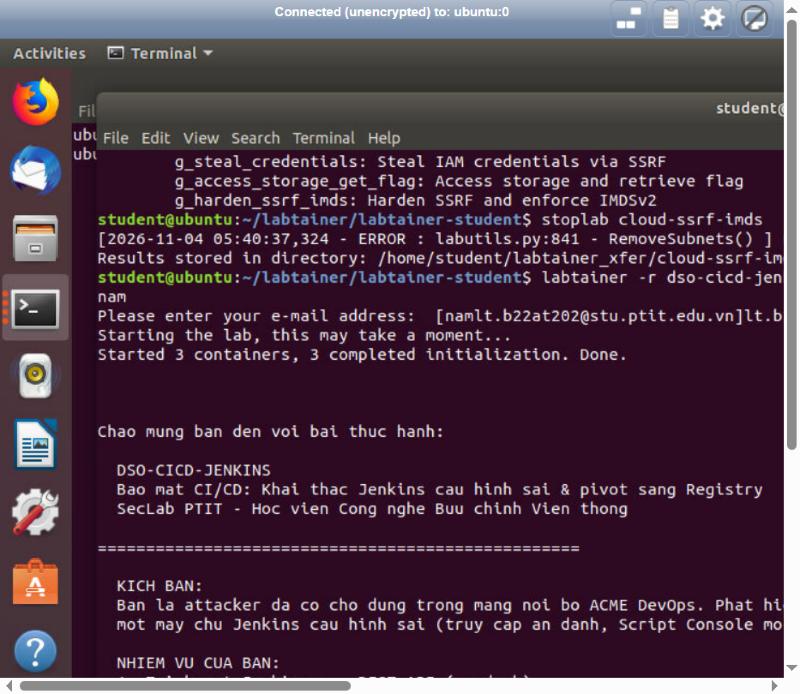 Connected (unencrypted) to: ubuntu:0
Activities Terminal
Fil
student@
ubu
ubu
File Edit View Search Terminal Help
g_steal_credentials: Steal IAM credentials via SSRF
g_access_storage_get_flag: Access storage and retrieve flag
g_harden_ssrf_imds: Harden SSRF and enforce IMDSv2
student@ubuntu:~/labtainer/labtainer-student$ stoplab cloud-ssrf-imds
[2026-11-04 05:40:37,324 - ERROR : labutils.py:841 - RemoveSubnets() ]
Results stored in directory: /home/student/labtainer_xfer/cloud-ssrf-im
student@ubuntu:~/labtainer/labtainer-student$ labtainer -r dso-cicd-jen
nam
Please enter your e-mail address:  [namlt.b22at202@stu.ptit.edu.vn]lt.b
Starting the lab, this may take a moment...
Started 3 containers, 3 completed initialization. Done.
Chao mung ban den voi bai thuc hanh:
DSO-CICD-JENKINS
Bao mat CI/CD: Khai thac Jenkins cau hinh sai & pivot sang Registry
SecLab PTIT - Hoc vien Cong nghe Buu chinh Vien thong
==================================================
KICH BAN:
Ban la attacker da co cho dung trong mang noi bo ACME DevOps. Phat hi
mot may chu Jenkins cau hinh sai (truy cap an danh, Script Console mo
NHIEM VU CUA BAN: